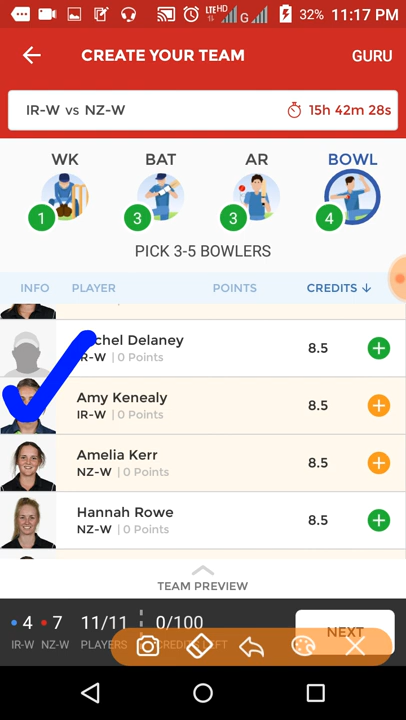 LTE HD G 32% 11:17 PM
CREATE YOUR TEAM GURU
IR-W vs NZ-W 15h 42m 28s
WK BAT AR BOWL
1 3 3 4
PICK 3-5 BOWLERS
INFO PLAYER POINTS CREDITS ↓
Delaney 8.5
R-W | 0 Points
Amy Kenealy 8.5
IR-W | 0 Points
Amelia Kerr 8.5
NZ-W | 0 Points
Hannah Rowe 8.5
NZ-W | 0 Points
TEAM PREVIEW
4 7 11/11 0/100 NEXT
IR-W NZ-W PLAYERS CREDITS LEFT